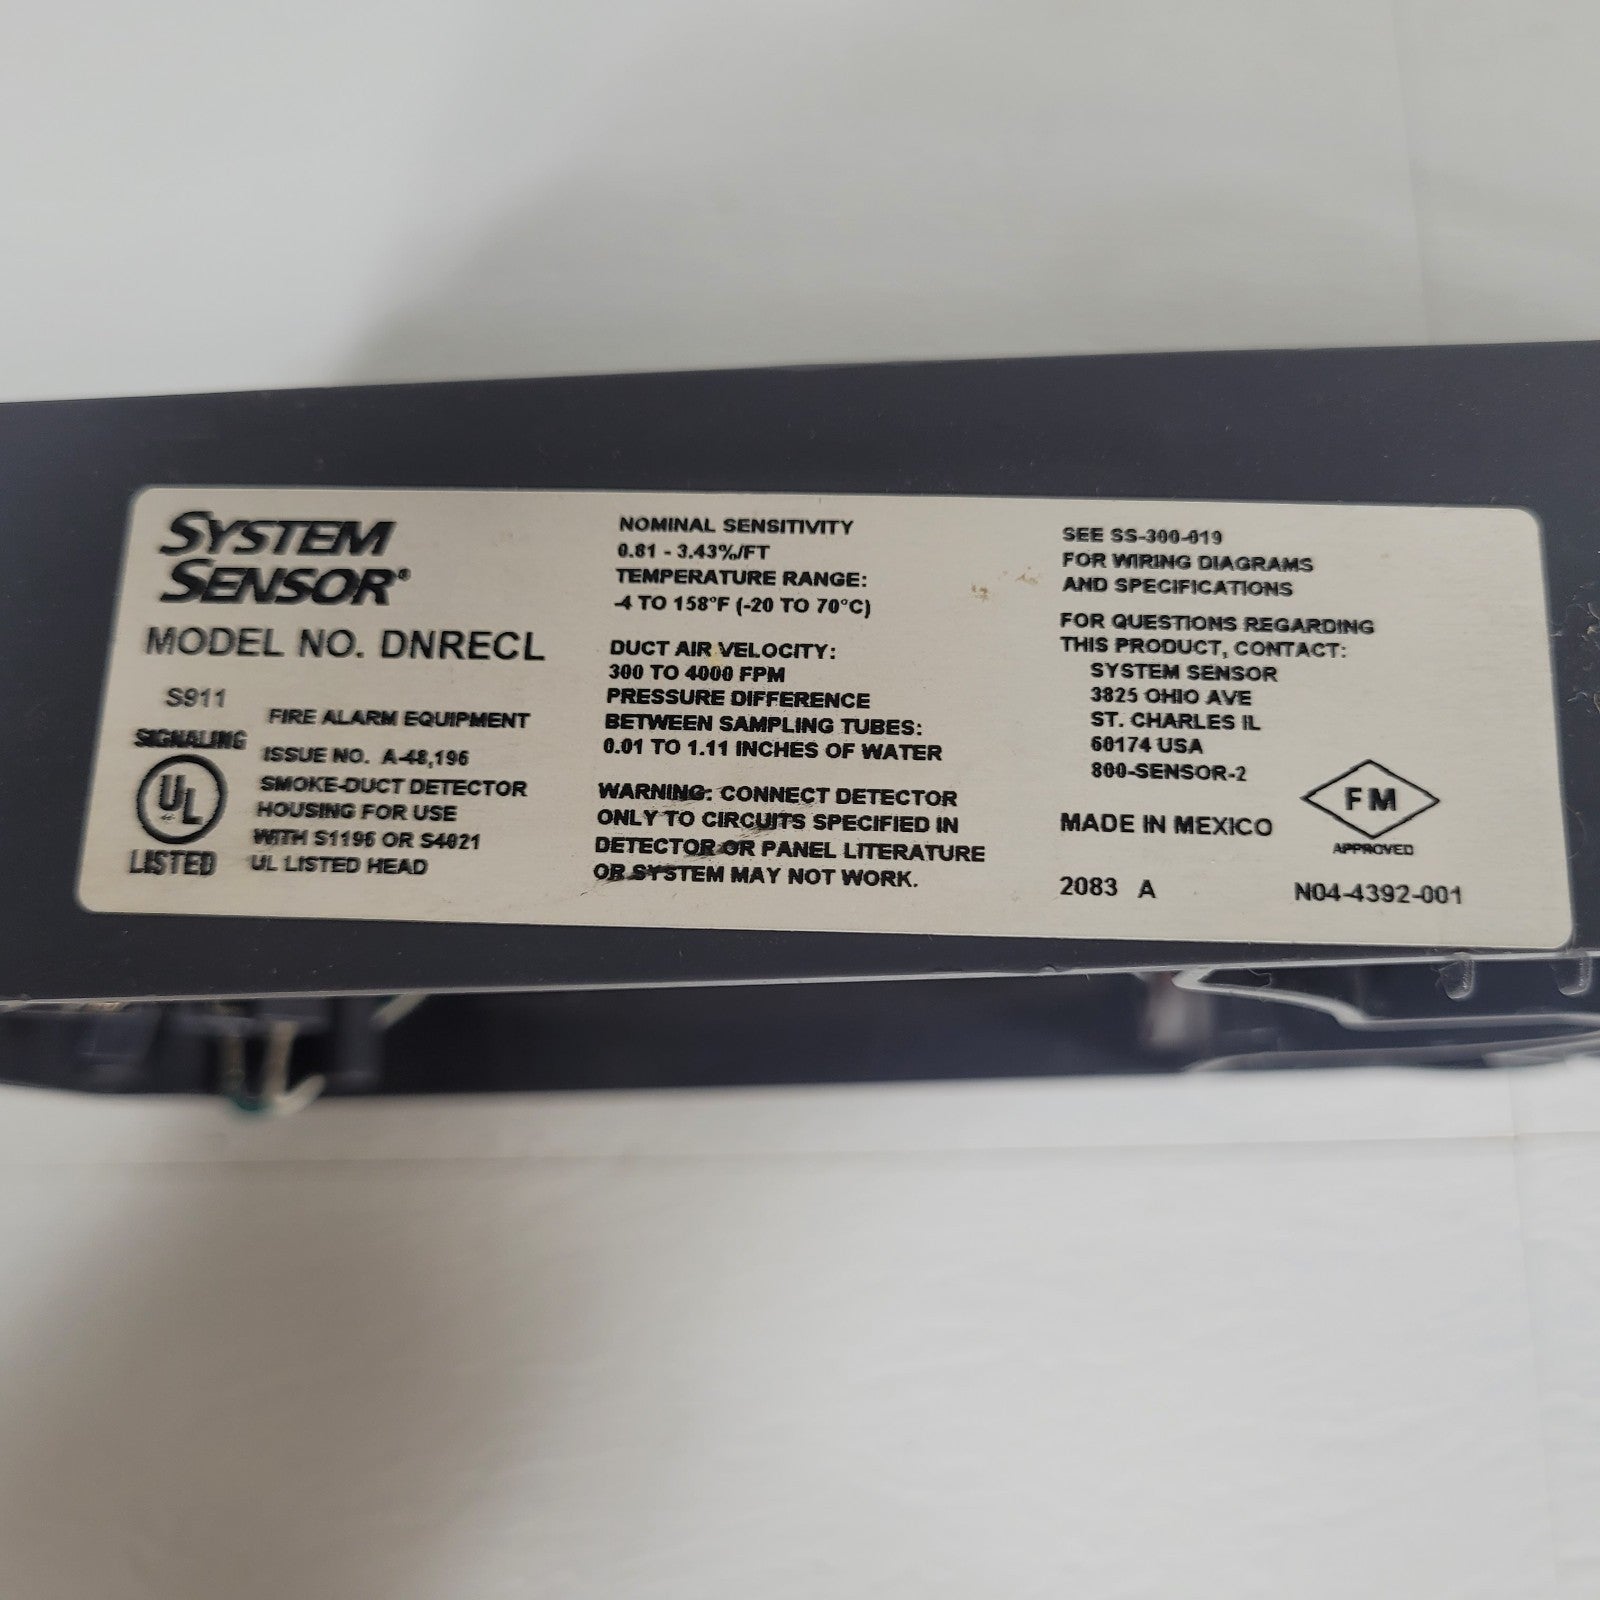 SYSTEM
SENSOR®
MODEL NO. DNRECL
S911
SIGNALING
UL
LISTED
FIRE ALARM EQUIPMENT
ISSUE NO. A-48,196
SMOKE-DUCT DETECTOR
HOUSING FOR USE
WITH S1196 OR S4021
UL LISTED HEAD
NOMINAL SENSITIVITY
0.81 - 3.43%/FT
TEMPERATURE RANGE:
-4 TO 158°F (-20 TO 70°C)
DUCT AIR VELOCITY:
300 TO 4000 FPM
PRESSURE DIFFERENCE
BETWEEN SAMPLING TUBES:
0.01 TO 1.11 INCHES OF WATER
WARNING: CONNECT DETECTOR
ONLY TO CIRCUITS SPECIFIED IN
DETECTOR OR PANEL LITERATURE
OR SYSTEM MAY NOT WORK.
SEE SS-300-019
FOR WIRING DIAGRAMS
AND SPECIFICATIONS
FOR QUESTIONS REGARDING
THIS PRODUCT, CONTACT:
SYSTEM SENSOR
3825 OHIO AVE
ST. CHARLES IL
60174 USA
800-SENSOR-2
MADE IN MEXICO
FM
APPROVED
2083 A
N04-4392-001